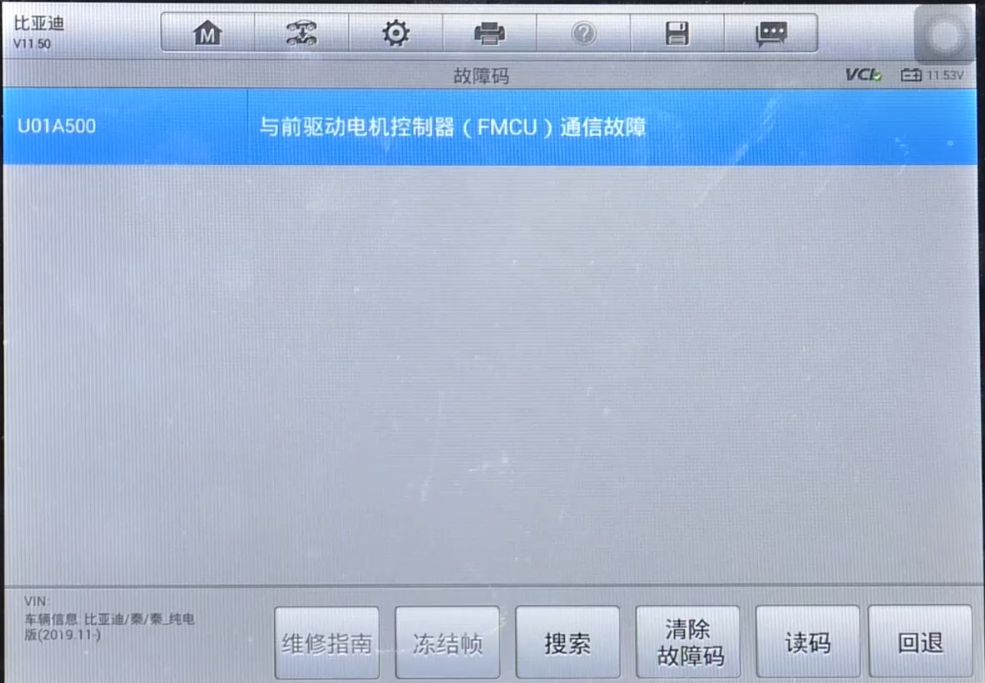 比亚迪
V11.50
M
?
故障码
VCI
11.53V
U01A500
与前驱动电机控制器（FMCU）通信故障
VIN:
车辆信息: 比亚迪/秦/秦_纯电
版(2019.11-)
维修指南
冻结帧
搜索
清除
故障码
读码
回退